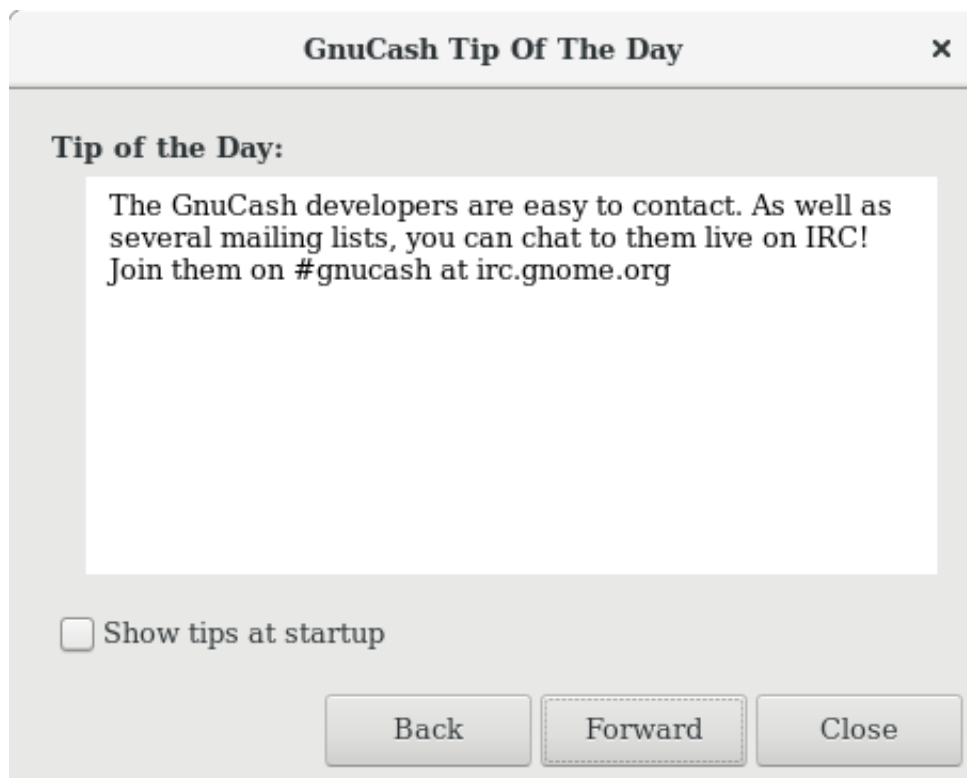 GnuCash Tip Of The Day
Tip of the Day:
The GnuCash developers are easy to contact. As well as
several mailing lists, you can chat to them live on IRC!
Join them on #gnucash at irc.gnome.org
Show tips at startup
Back Forward Close